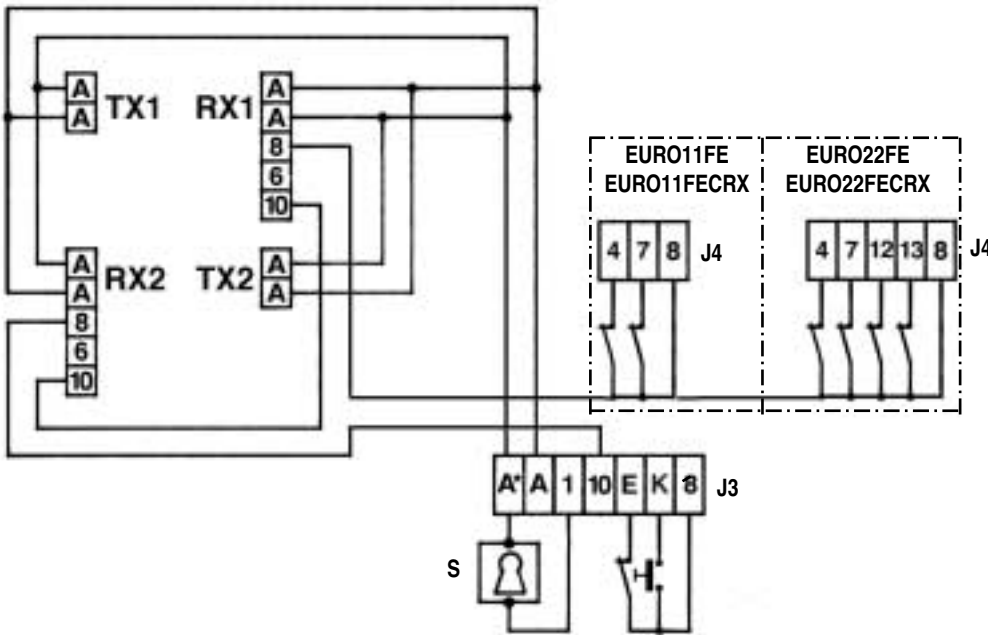 A
A
TX1
RX1
A
A
8
6
10
A
A
8
6
10
RX2
TX2
A
A
EURO11FE
EURO11FECRX
4 7 8
J4
EURO22FE
EURO22FECRX
4 7 12 13 8
J4
A* A 1 10 E K 8
J3
S